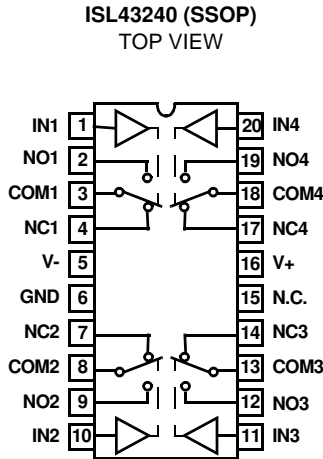 ISL43240 (SSOP)
TOP VIEW
IN1 1 20 IN4
NO1 2 19 NO4
COM1 3 18 COM4
NC1 4 17 NC4
V- 5 16 V+
GND 6 15 N.C.
NC2 7 14 NC3
COM2 8 13 COM3
NO2 9 12 NO3
IN2 10 11 IN3